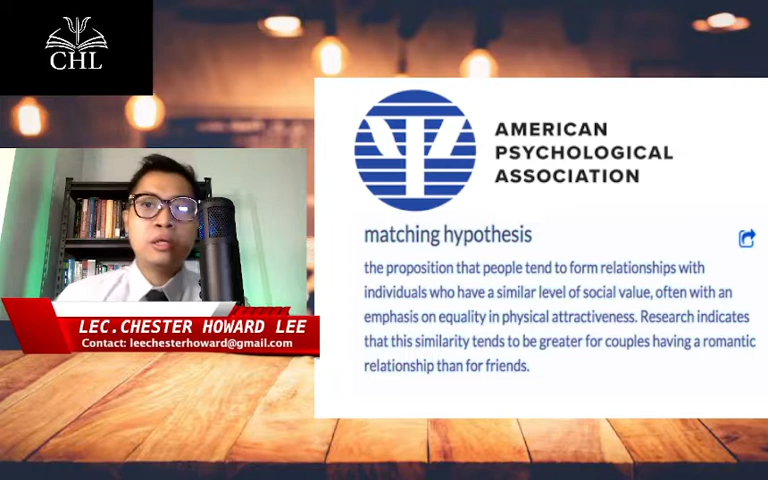 CHL
AMERICAN
PSYCHOLOGICAL
ASSOCIATION
matching hypothesis
the proposition that people tend to form relationships with
individuals who have a similar level of social value, often with an
emphasis on equality in physical attractiveness. Research indicates
that this similarity tends to be greater for couples having a romantic
relationship than for friends.
LEC.CHESTER HOWARD LEE
Contact: leechesterhoward@gmail.com